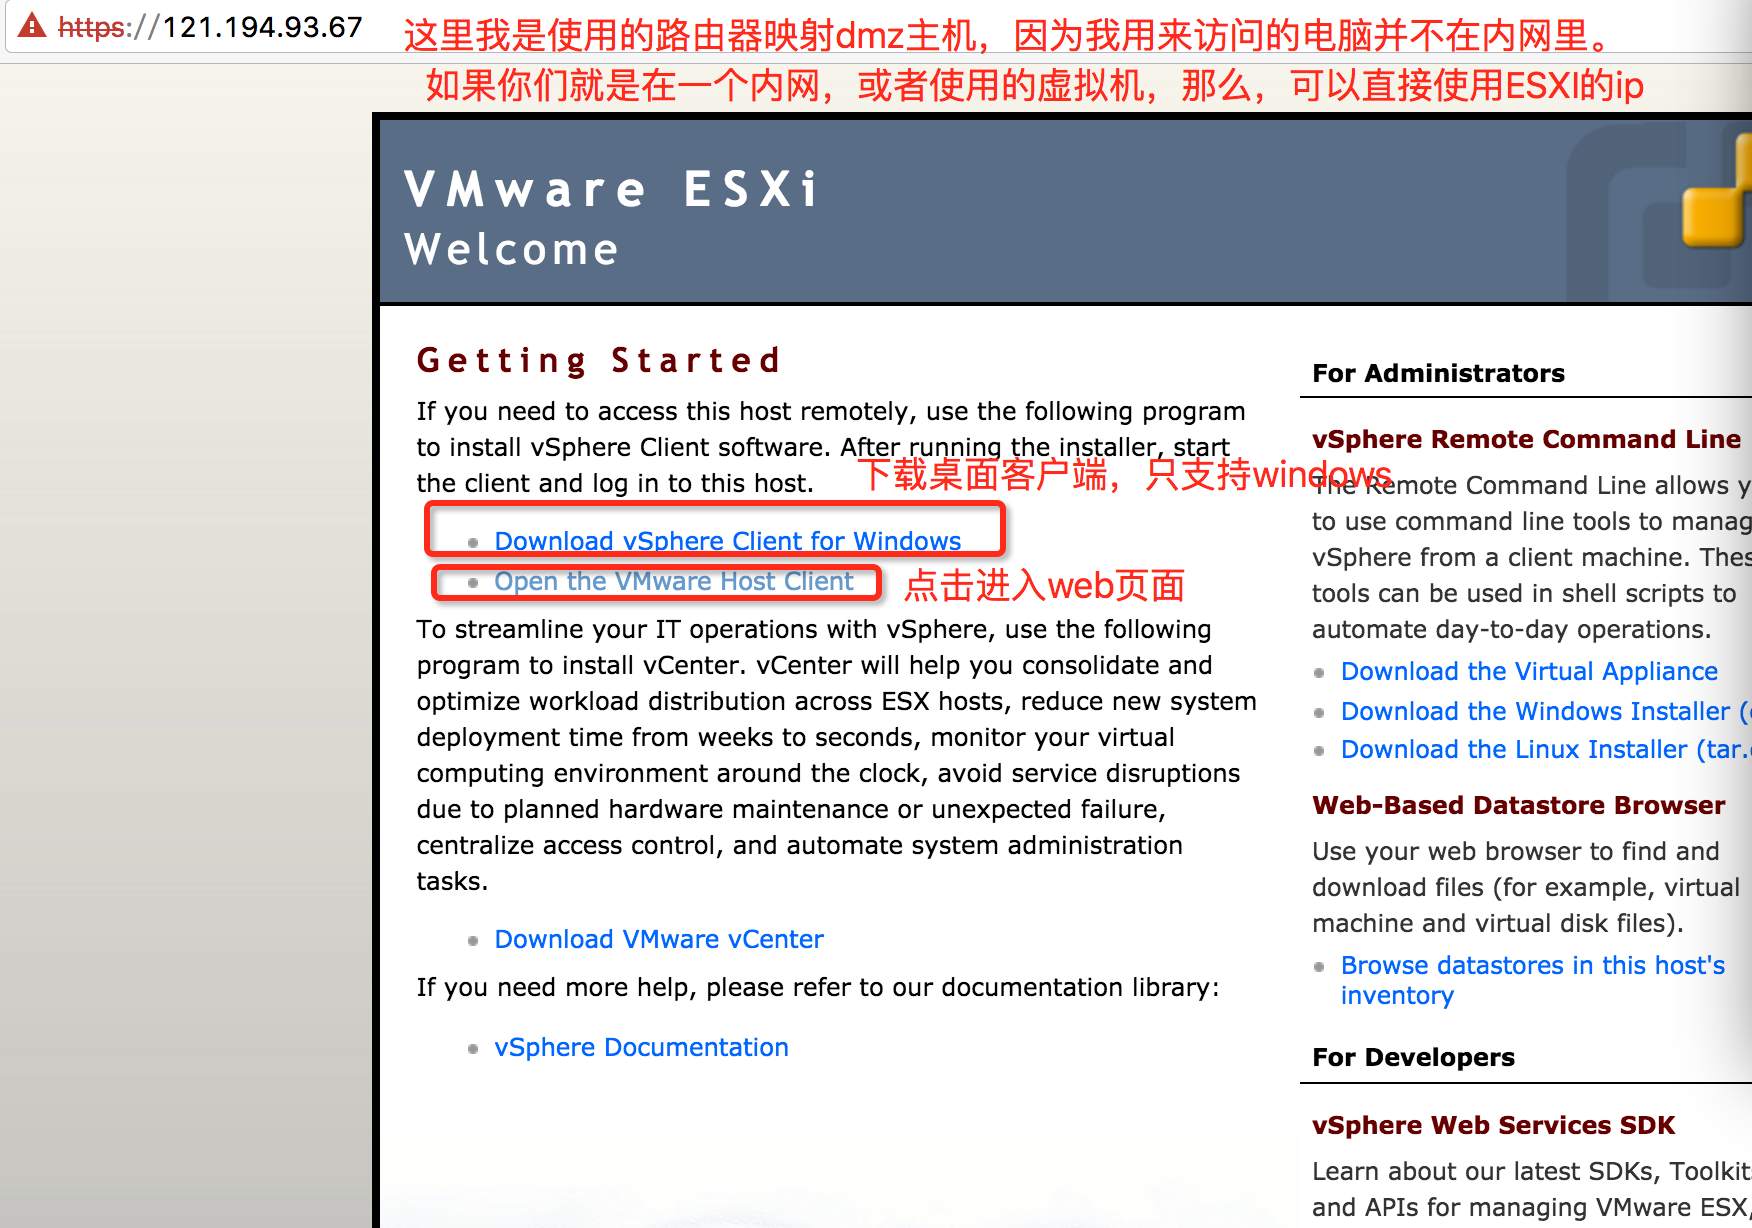 https://121.194.93.67
这里我是使用的路由器映射dmz主机，因为我用来访问的电脑并不在内网里。
如果你们就是在一个内网，或者使用的虚拟机，那么，可以直接使用ESXI的ip
VMware ESXi
Welcome
Getting Started
If you need to access this host remotely, use the following program
to install vSphere Client software. After running the installer, start
the client and log in to this host.
下载桌面客户端，只支持windows
Download vSphere Client for Windows
Open the VMware Host Client
点击进入web页面
To streamline your IT operations with vSphere, use the following
program to install vCenter. vCenter will help you consolidate and
optimize workload distribution across ESX hosts, reduce new system
deployment time from weeks to seconds, monitor your virtual
computing environment around the clock, avoid service disruptions
due to planned hardware maintenance or unexpected failure,
centralize access control, and automate system administration
tasks.
Download VMware vCenter
If you need more help, please refer to our documentation library:
vSphere Documentation
For Administrators
vSphere Remote Command Line
The Remote Command Line allows
to use command line tools to
vSphere from a client machine.
tools can be used in shell scripts to
automate day-to-day operations.
Download the Virtual Appliance
Download the Windows Installer
Download the Linux Installer (tar.
Web-Based Datastore Browser
Use your web browser to find and
download files (for example, virtual
machine and virtual disk files).
Browse datastores in this host's
inventory
For Developers
vSphere Web Services SDK
Learn about our latest SDKs,
and APIs for managing VMware ESX,